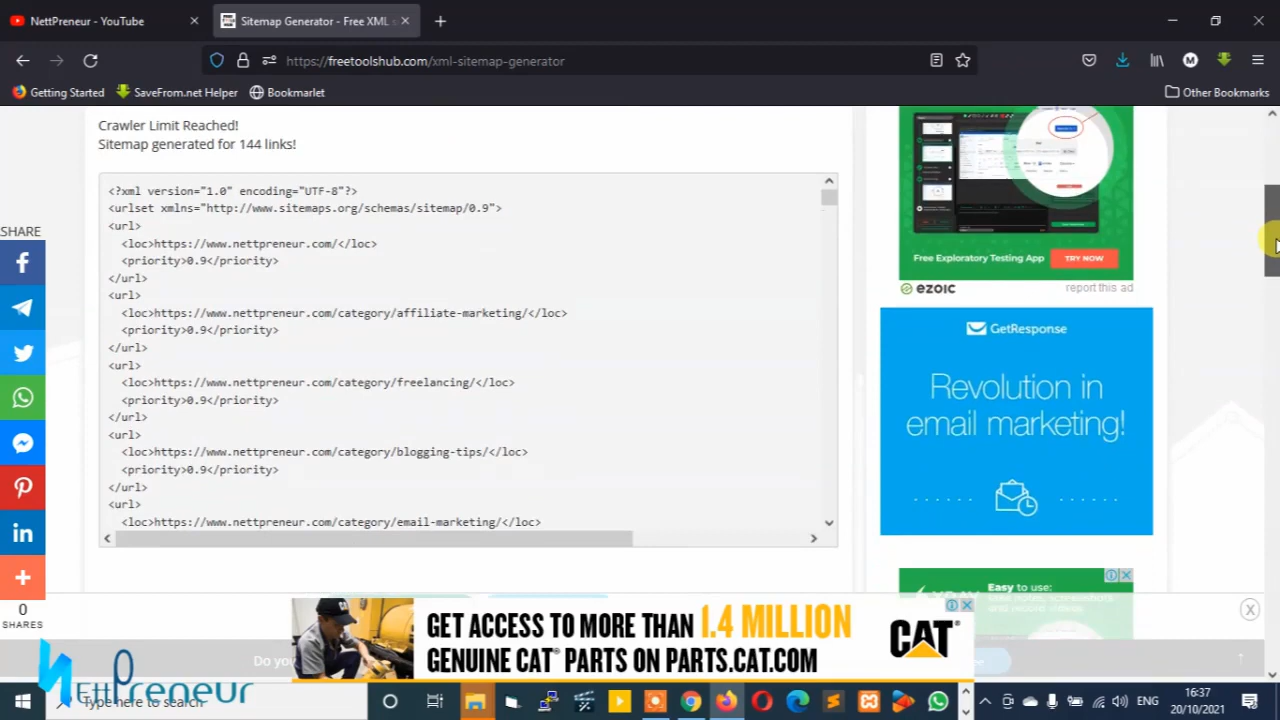 NettPreneur - YouTube
Sitemap Generator - Free XML
https://freetoolshub.com/xml-sitemap-generator
Getting Started
SaveFrom.net Helper
Bookmarklet
Other Bookmarks
Crawler Limit Reached!
Sitemap generated for 144 links!
<?xml version="1.0" encoding="UTF-8"?>
<urlset xmlns="http://www.sitemaps.org/schemas/sitemap/0.9">
<url>
<loc>https://www.nettpreneur.com/</loc>
<priority>0.9</priority>
</url>
<url>
<loc>https://www.nettpreneur.com/category/affiliate-marketing/</loc>
<priority>0.9</priority>
</url>
<url>
<loc>https://www.nettpreneur.com/category/freelancing/</loc>
<priority>0.9</priority>
</url>
<url>
<loc>https://www.nettpreneur.com/category/blogging-tips/</loc>
<priority>0.9</priority>
</url>
<url>
<loc>https://www.nettpreneur.com/category/email-marketing/</loc>
SHARE
0
SHARES
Free Exploratory Testing App
TRY NOW
ezoic
report this ad
GetResponse
Revolution in
email marketing!
Easy to use:
GET ACCESS TO MORE THAN 1.4 MILLION
GENUINE CAT® PARTS ON PARTS.CAT.COM
CAT
Do you
NettPreneur
Type here to search
ENG
16:37
20/10/2021